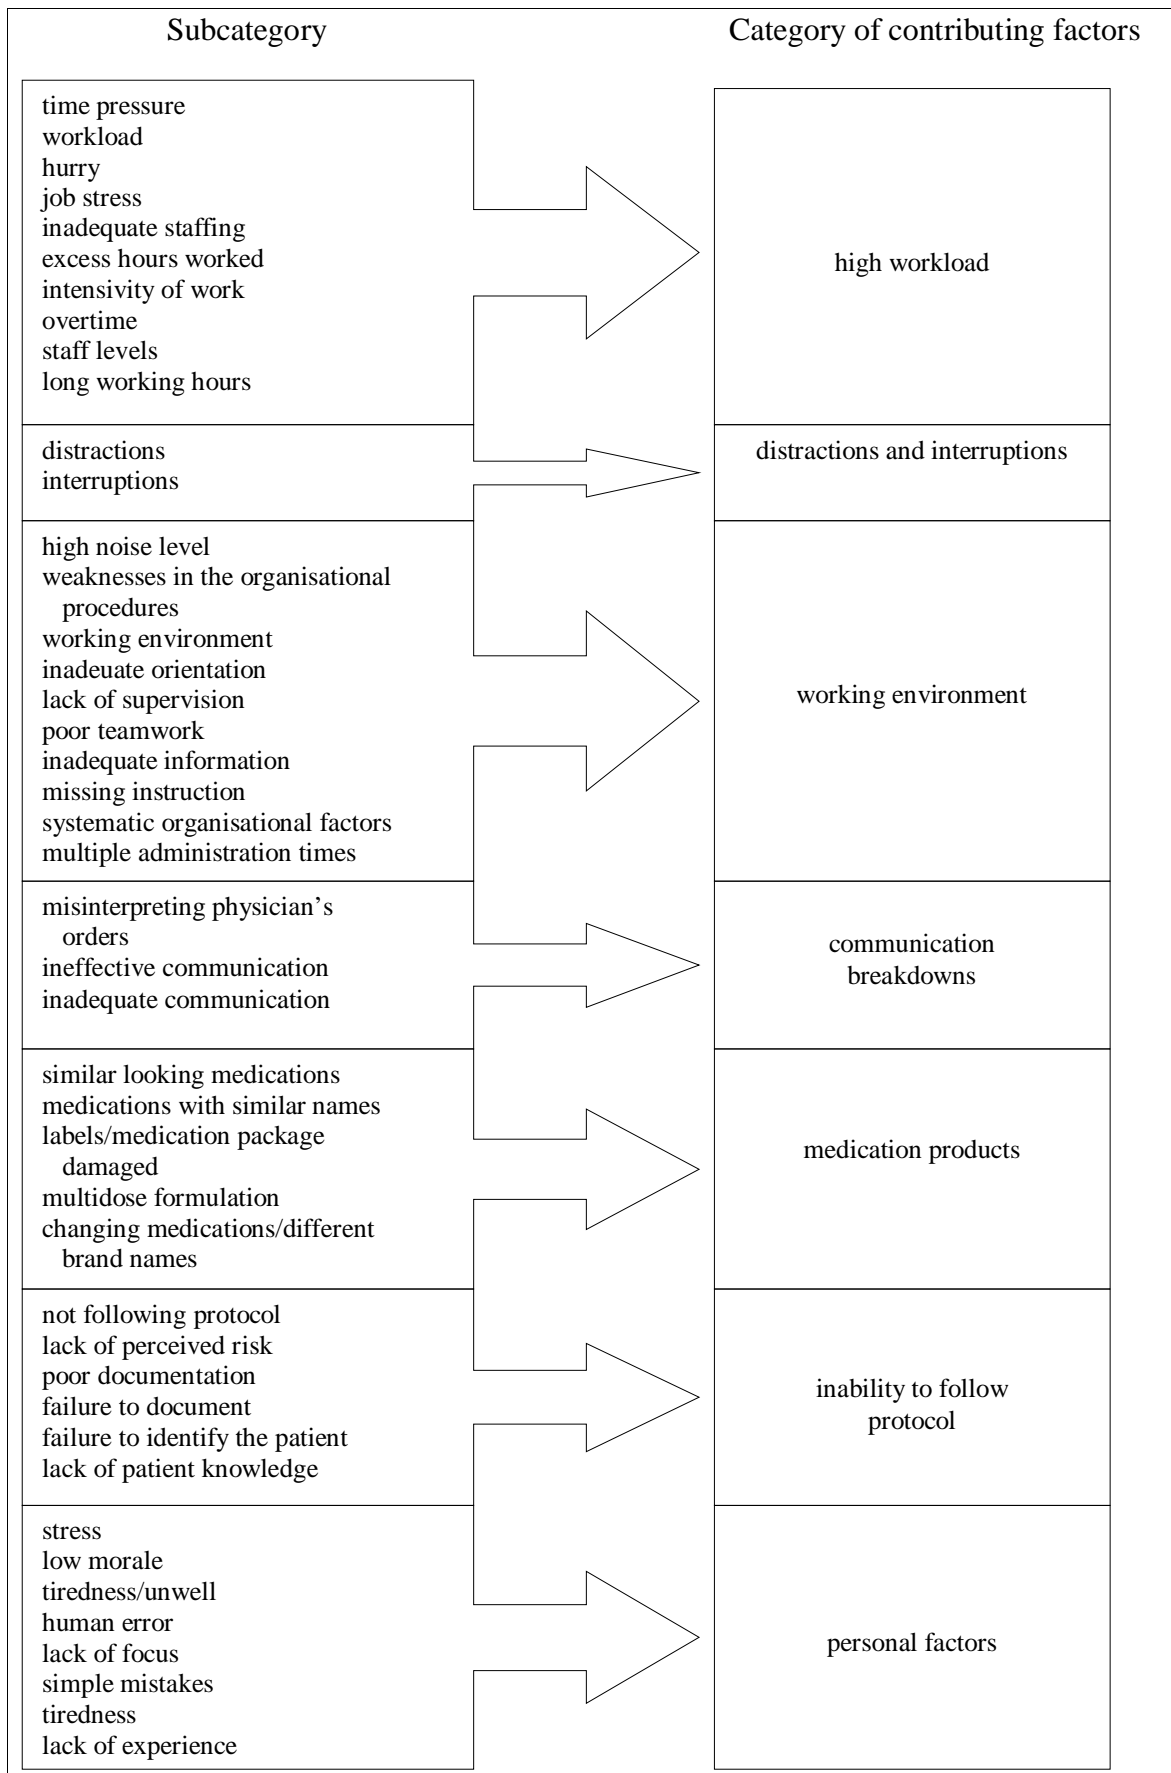 Subcategory
Category of contributing factors
time pressure
workload
hurry
job stress
inadequate staffing
excess hours worked
intensivity of work
overtime
staff levels
long working hours
high workload
distractions
interruptions
distractions and interruptions
high noise level
weaknesses in the organisational
procedures
working environment
inadeuate orientation
lack of supervision
poor teamwork
inadequate information
missing instruction
systematic organisational factors
multiple administration times
working environment
misinterpreting physician's
orders
ineffective communication
inadequate communication
communication
breakdowns
similar looking medications
medications with similar names
labels/medication package
damaged
multidose formulation
changing medications/different
brand names
medication products
not following protocol
lack of perceived risk
poor documentation
failure to document
failure to identify the patient
lack of patient knowledge
inability to follow
protocol
stress
low morale
tiredness/unwell
human error
lack of focus
simple mistakes
tiredness
lack of experience
personal factors